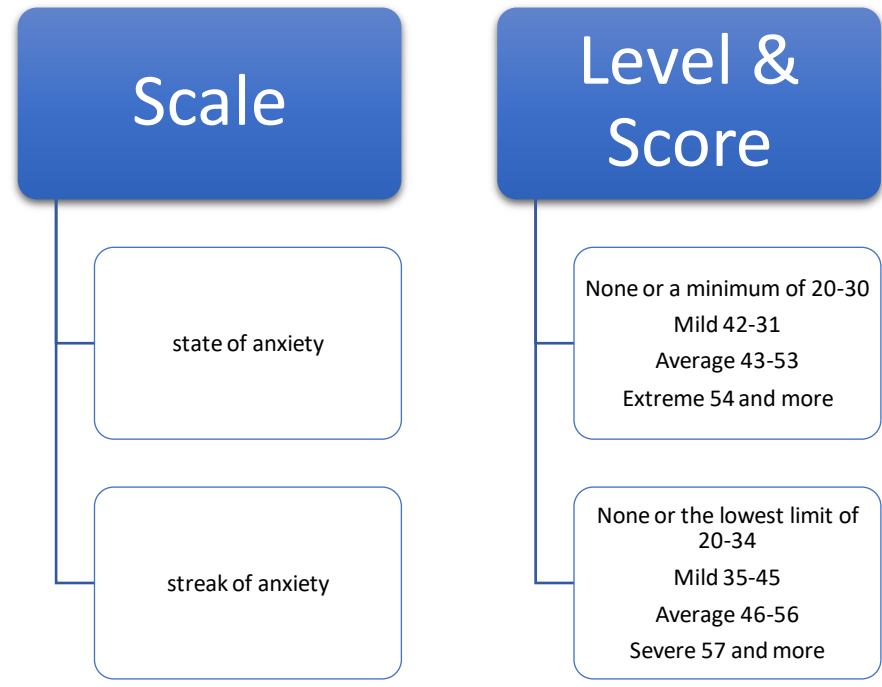 Scale
state of anxiety
streak of anxiety
Level &
Score
None or a minimum of 20-30
Mild 42-31
Average 43-53
Extreme 54 and more
None or the lowest limit of
20-34
Mild 35-45
Average 46-56
Severe 57 and more